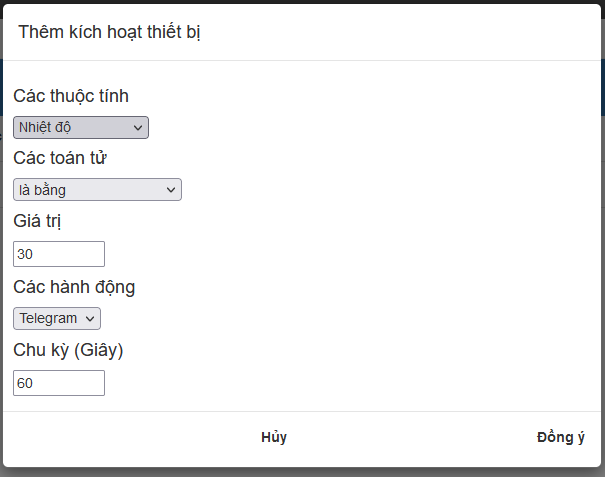 Thêm kích hoạt thiết bị
Các thuộc tính
Nhiệt độ
Các toán tử
là bằng
Giá trị
30
Các hành động
Telegram
Chu kỳ (Giây)
60
Hủy Đồng ý